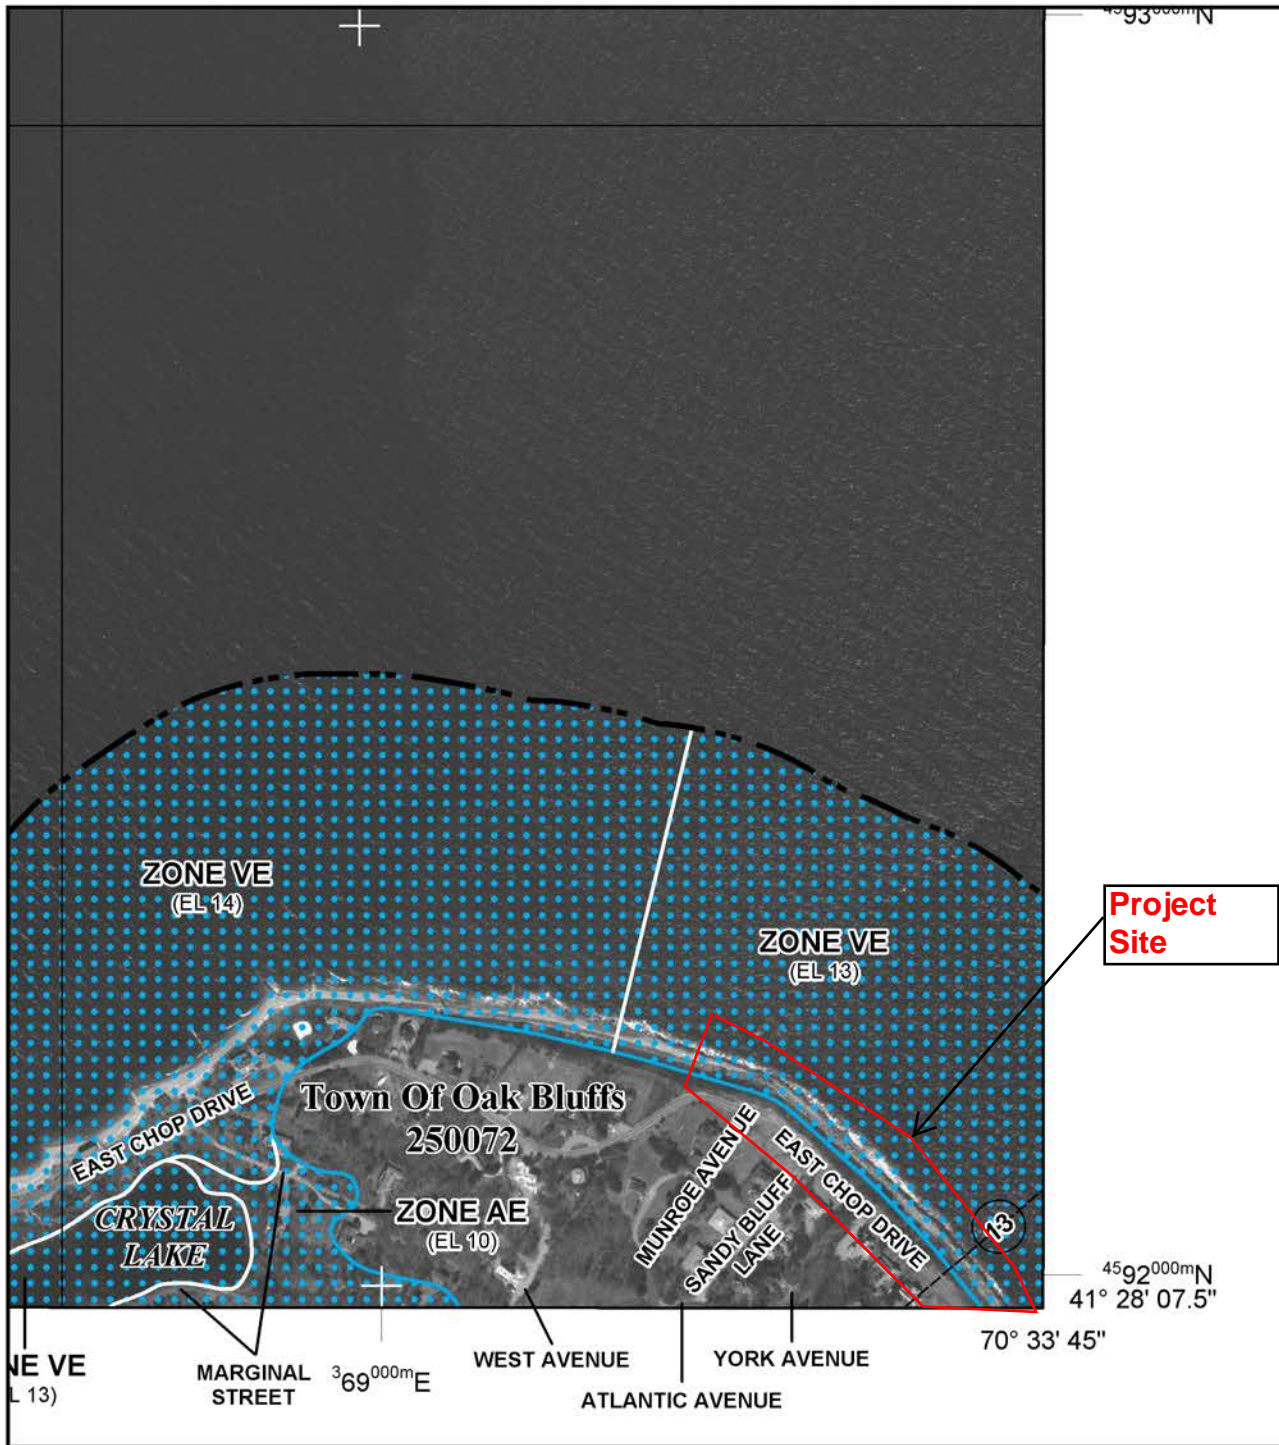 ⁴⁵93⁰⁰⁰ᵐN
ZONE VE
(EL 14)
ZONE VE
(EL 13)
Project
Site
EAST CHOP DRIVE
Town Of Oak Bluffs
250072
CRYSTAL
LAKE
ZONE AE
(EL 10)
MUNROE AVENUE
SANDY BLUFF
LANE
EAST CHOP DRIVE
13
⁴⁵92⁰⁰⁰ᵐN
41° 28' 07.5"
70° 33' 45"
NE VE
L 13)
MARGINAL
STREET
³69⁰⁰⁰ᵐE
WEST AVENUE
YORK AVENUE
ATLANTIC AVENUE